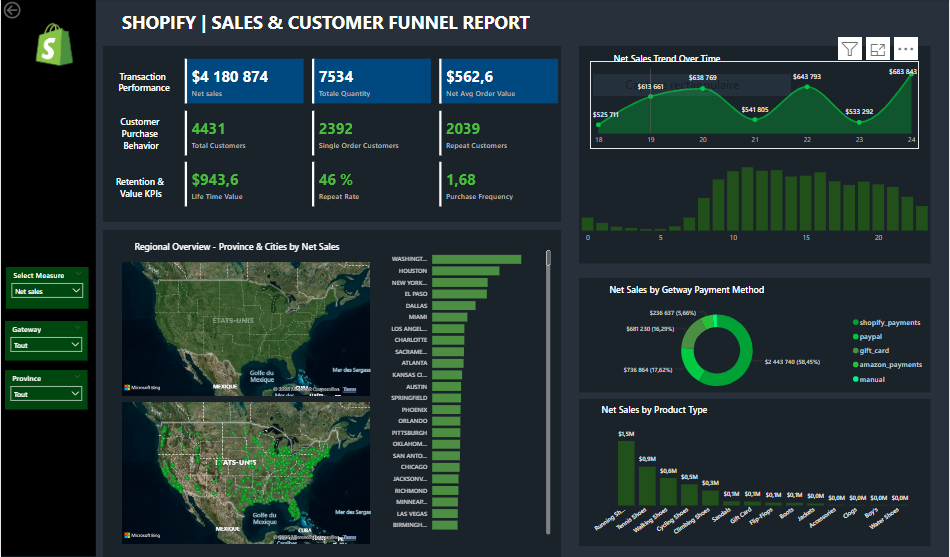 SHOPIFY | SALES & CUSTOMER FUNNEL REPORT
Transaction
Performance
$4 180 874
Net sales
7534
Totale Quantity
$562,6
Net Avg Order Value
Customer
Purchase
Behavior
4431
Total Customers
2392
Single Order Customers
2039
Repeat Customers
Retention &
Value KPIs
$943,6
Life Time Value
46 %
Repeat Rate
1,68
Purchase Frequency
Select Measure
Net sales
Gateway
Tout
Province
Tout
Regional Overview - Province & Cities by Net Sales
ÉTATS-UNIS
Golfe du
Mexique
Mer des Sargas
MEXIQUE
CUBA
Microsoft Bing
Terms
ÉTATS-UNIS
Golfe du
Mexique
Mer des Sargas
MEXIQUE
CUBA
Microsoft Bing
WASHINGT...
HOUSTON
NEW YORK...
EL PASO
DALLAS
MIAMI
LOS ANGEL...
CHARLOTTE
SACRAME...
ATLANTA
KANSAS CI...
AUSTIN
SPRINGFIELD
PHOENIX
ORLANDO
PITTSBURGH
OKLAHOM...
SAN ANTO...
CHICAGO
JACKSONV...
RICHMOND
MINNEAP...
LAS VEGAS
BIRMINGH...
Net Sales Trend Over Time
$525 711
$613 661
$638 769
$541 805
$643 793
$533 292
$683 843
18 19 20 21 22 23 24
0 5 10 15 20
Net Sales by Getway Payment Method
$236 637 (5,66%)
$681 230 (16,29%)
$736 864 (17,62%)
$2 443 740 (58,45%)
shopify_payments
paypal
gift_card
amazon_payments
manual
Net Sales by Product Type
$1,5M
$0,9M
$0,6M
$0,5M
$0,3M
$0,1M
$0,1M
$0,1M
$0,1M
$0,0M
$0,0M
$0,0M
$0,0M
$0,0M
Running Sh...
Tennis Shoes
Walking Shoes
Cycling Shoes
Climbing Shoes
Sandals
Gift Card
Flip-Flops
Boots
Jackets
Accessories
Clogs
Boy's
Water Shoes